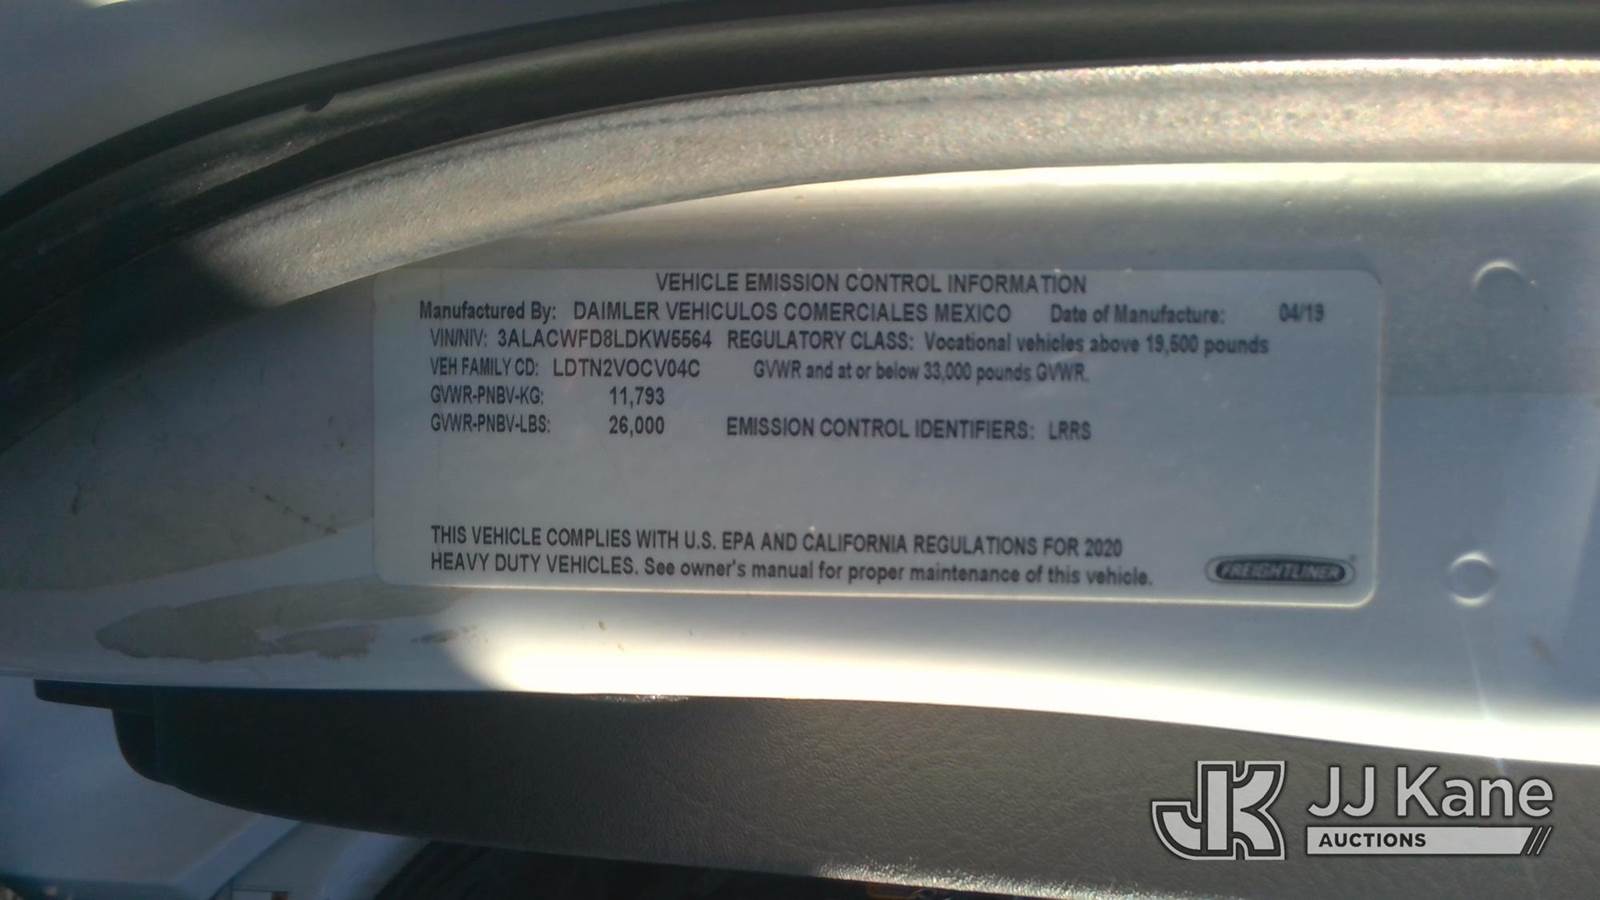 VEHICLE EMISSION CONTROL INFORMATION
Manufactured By: DAIMLER VEHICULOS COMERCIALES MEXICO Date of Manufacture: 04/19
VIN/NIV: 3ALACWFD8LDKW5564 REGULATORY CLASS: Vocational vehicles above 19,500 pounds
VEH FAMILY CD: LDTN2VOCV04C GVWR and at or below 33,000 pounds GVWR.
GVWR-PNBV-KG: 11,793
GVWR-PNBV-LBS: 26,000 EMISSION CONTROL IDENTIFIERS: LRRS
THIS VEHICLE COMPLIES WITH U.S. EPA AND CALIFORNIA REGULATIONS FOR 2020
HEAVY DUTY VEHICLES. See owner's manual for proper maintenance of this vehicle.
FREIGHTLINER
JK JJ Kane
AUCTIONS